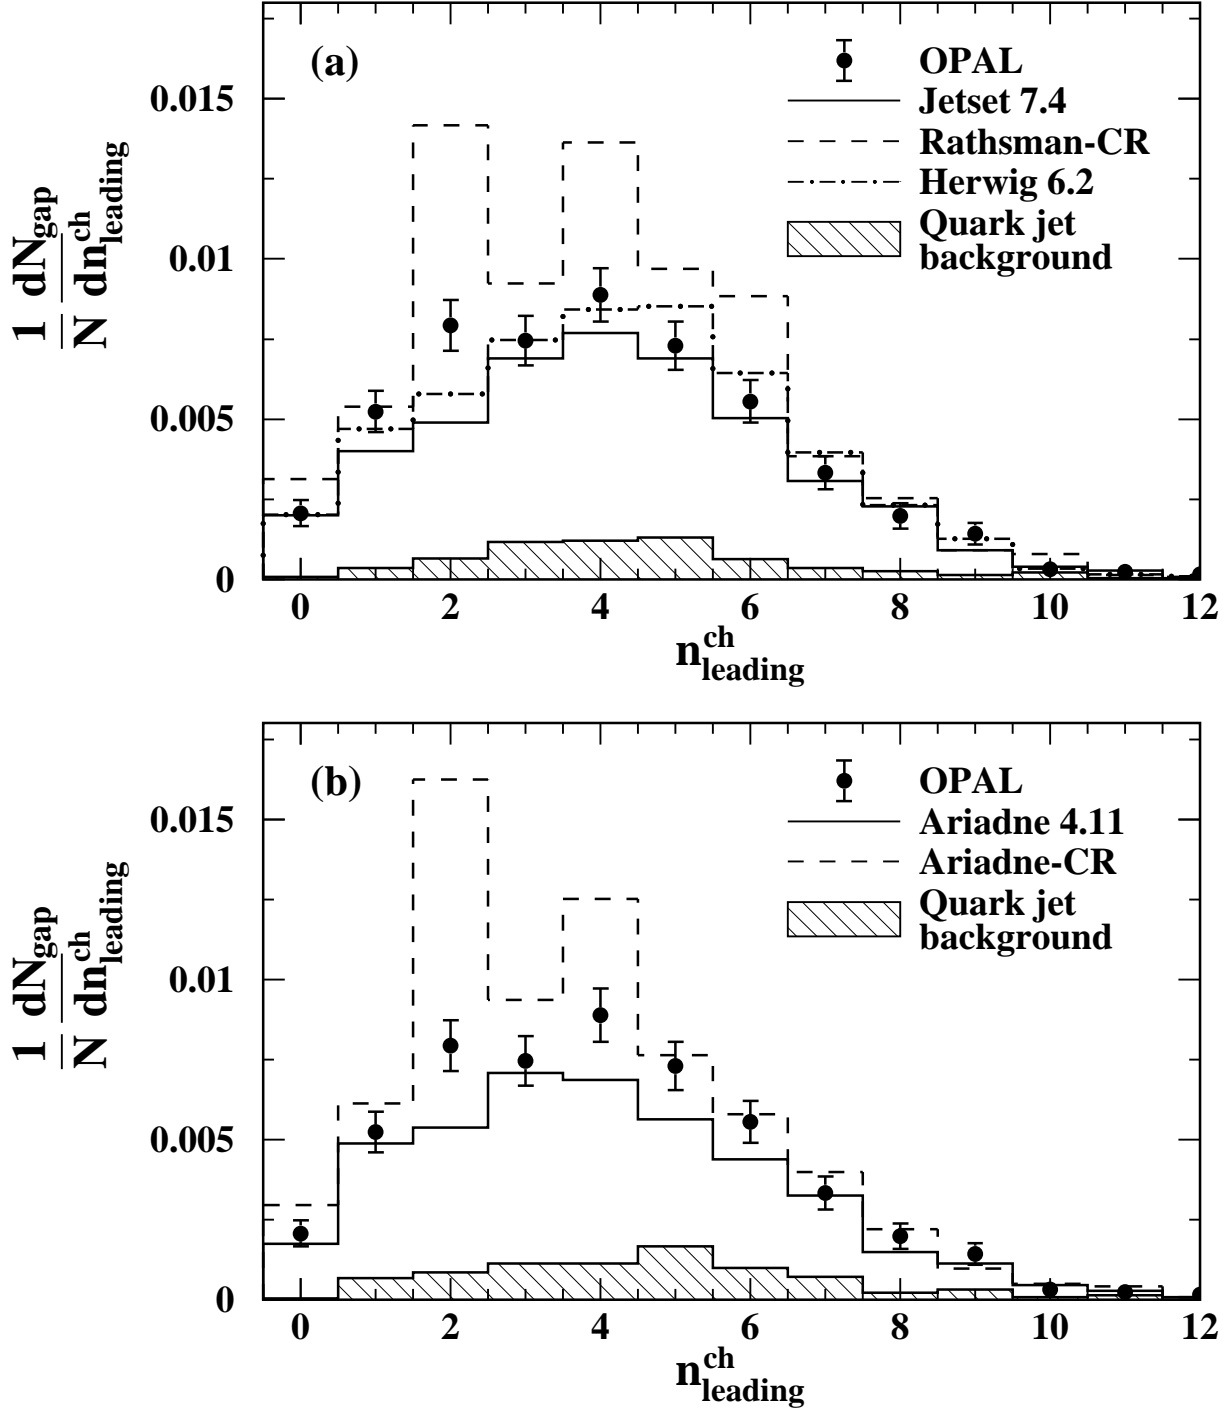 (a)
OPAL
Jetset 7.4
Rathsman-CR
Herwig 6.2
Quark jet
background
0.015
0.01
0.005
0
1 dN_gap
N dn^ch_leading
0 2 4 6 8 10 12
n^ch_leading
(b)
OPAL
Ariadne 4.11
Ariadne-CR
Quark jet
background
0.015
0.01
0.005
0
1 dN_gap
N dn^ch_leading
0 2 4 6 8 10 12
n^ch_leading